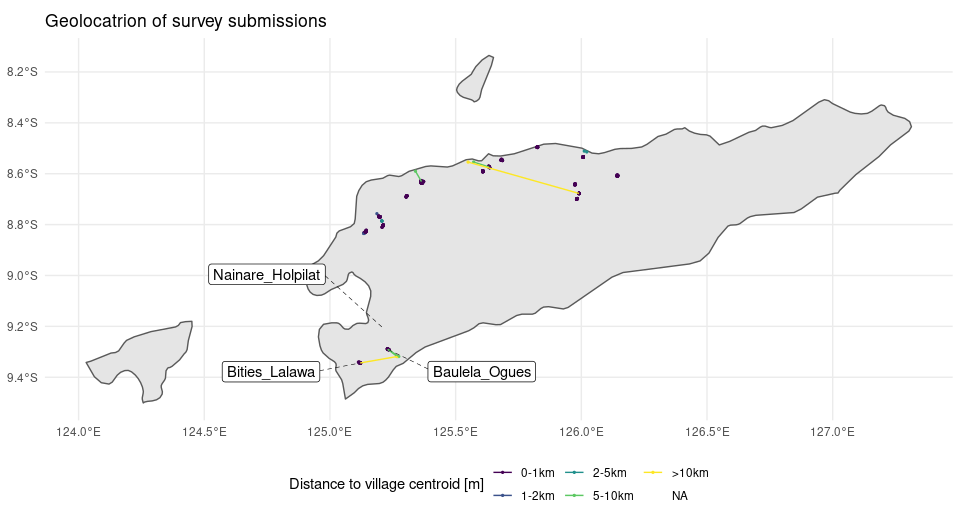 Geolocatrion of survey submissions
8.2°S
8.4°S
8.6°S
8.8°S
9.0°S
9.2°S
9.4°S
Nainare_Holpilat
Bities_Lalawa
Baulela_Ogues
124.0°E 124.5°E 125.0°E 125.5°E 126.0°E 126.5°E 127.0°E
Distance to village centroid [m]
0-1km 2-5km >10km
1-2km 5-10km NA